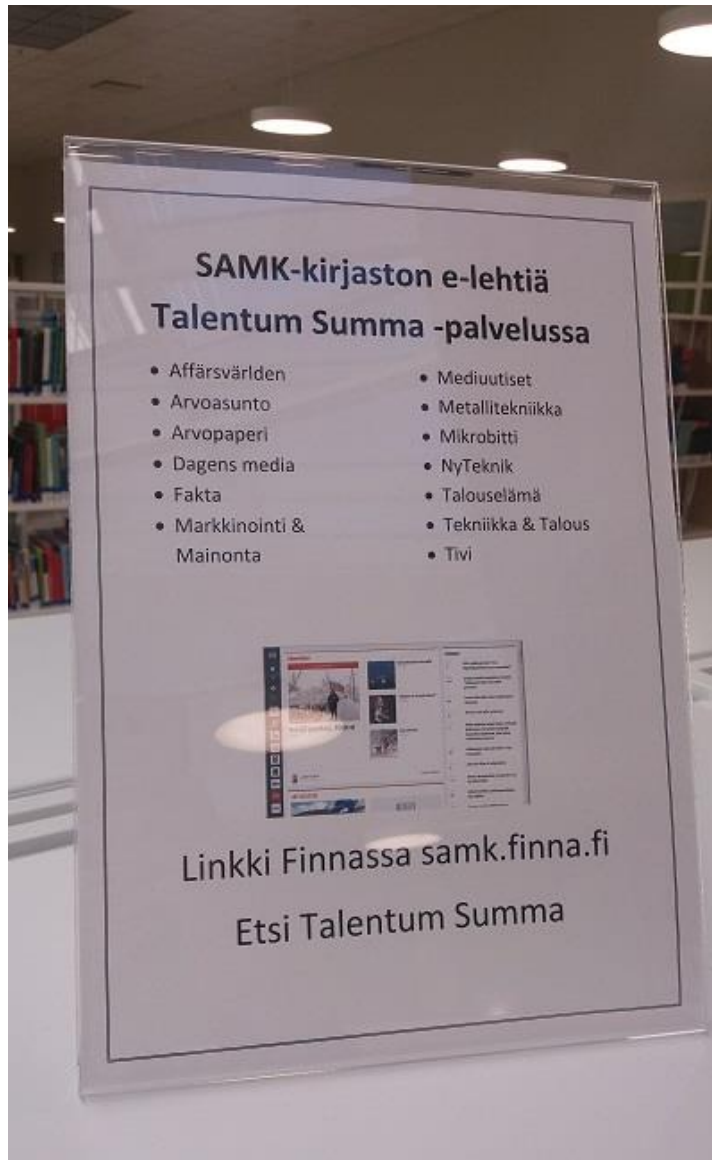 SAMK-kirjaston e-lehtiä
Talentum Summa -palvelussa
• Affärsvärlden
• Arvoasunto
• Arvopaperi
• Dagens media
• Fakta
• Markkinointi &
Mainonta
• Mediuutiset
• Metallitekniikka
• Mikrobitti
• NyTeknik
• Talouselämä
• Tekniikka & Talous
• Tivi
Linkki Finnassa samk.finna.fi
Etsi Talentum Summa